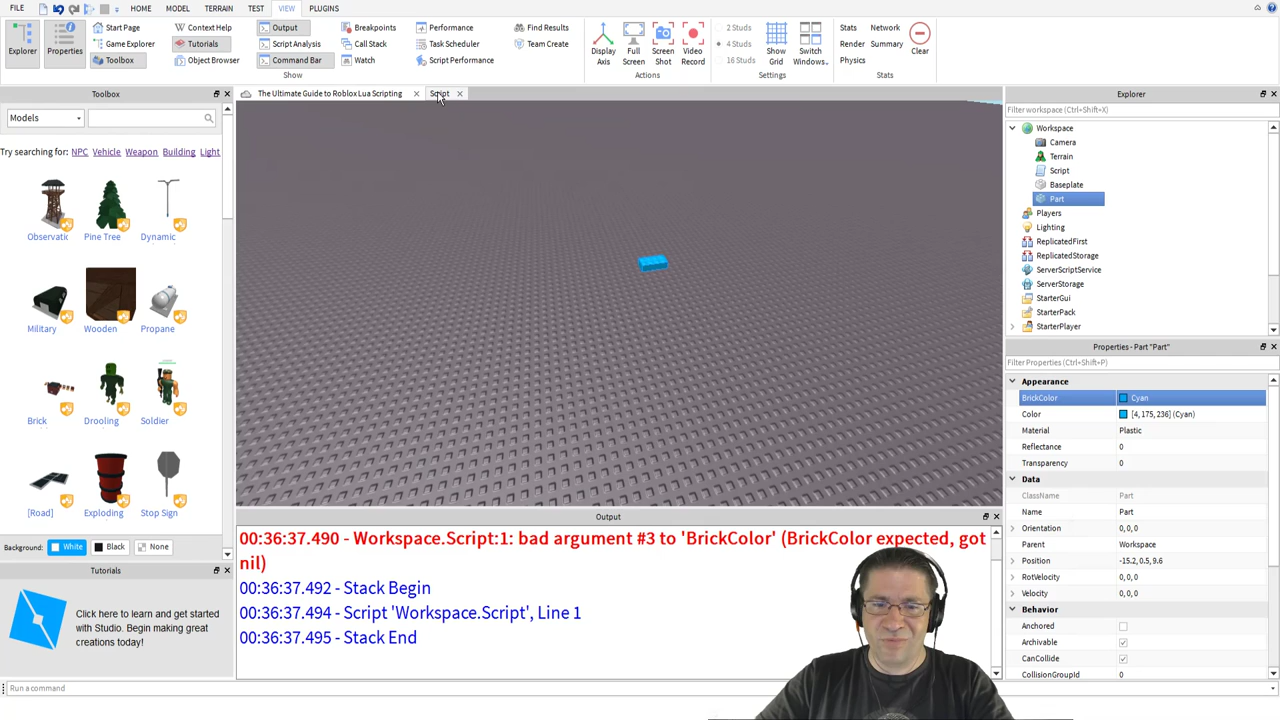 FILE HOME MODEL TERRAIN TEST VIEW PLUGINS
Explorer
Properties
Start Page
Game Explorer
Toolbox
Context Help
Tutorials
Object Browser
Output
Script Analysis
Command Bar
Breakpoints
Call Stack
Watch
Show
Performance
Task Scheduler
Script Performance
Find Results
Team Create
Display
Axis
Full
Screen
Screen
Shot
Video
Record
Actions
2 Studs
4 Studs
16 Studs
Show
Grid
Switch
Windows
Settings
Stats
Render
Physics
Network
Summary
Clear
Stats
Toolbox
Models
Try searching for: NPC Vehicle Weapon Building Light
Observatic Pine Tree Dynamic
Military Wooden Propane
Brick Drooling Soldier
[Road] Exploding Stop Sign
Background: White Black None
Tutorials
Click here to learn and get started
with Studio. Begin making great
creations today!
The Ultimate Guide to Roblox Lua Scripting
Script
Output
00:36:37.490 - Workspace.Script:1: bad argument #3 to 'BrickColor' (BrickColor expected, got
nil)
00:36:37.492 - Stack Begin
00:36:37.494 - Script 'Workspace.Script', Line 1
00:36:37.495 - Stack End
Explorer
Filter workspace (Ctrl+Shift+X)
Workspace
Camera
Terrain
Script
Baseplate
Part
Players
Lighting
ReplicatedFirst
ReplicatedStorage
ServerScriptService
ServerStorage
StarterGui
StarterPack
StarterPlayer
Properties - Part "Part"
Filter Properties (Ctrl+Shift+P)
Appearance
BrickColor Cyan
Color [4, 175, 236] (Cyan)
Material Plastic
Reflectance 0
Transparency 0
Data
ClassName Part
Name Part
Orientation 0, 0, 0
Parent Workspace
Position -15.2, 0.5, 9.6
RotVelocity 0, 0, 0
Velocity 0, 0, 0
Behavior
Anchored
Archivable
CanCollide
CollisionGroupId 0
Run a command